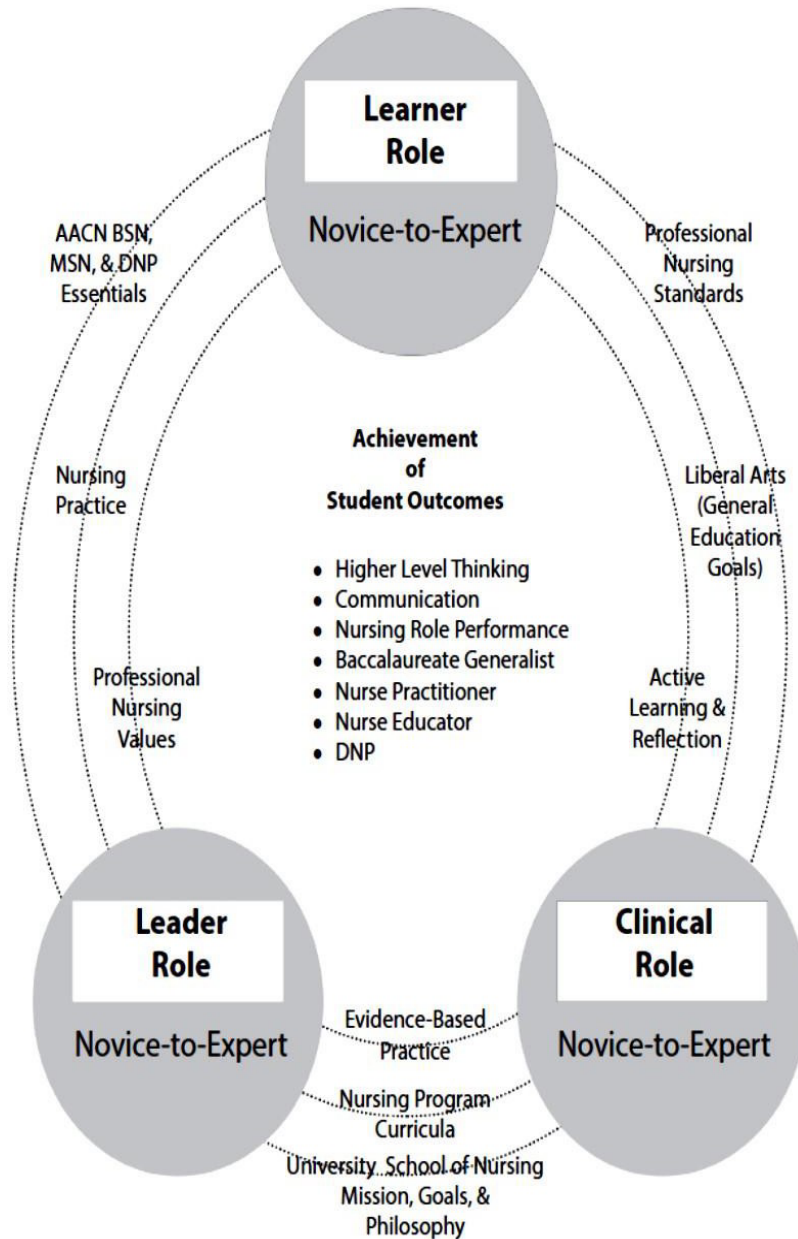 Learner
Role
Novice-to-Expert
AACN BSN,
MSN, & DNP
Essentials
Professional
Nursing
Standards
Nursing
Practice
Liberal Arts
(General
Education
Goals)
Professional
Nursing
Values
Active
Learning &
Reflection
Achievement
of
Student Outcomes
• Higher Level Thinking
• Communication
• Nursing Role Performance
• Baccalaureate Generalist
• Nurse Practitioner
• Nurse Educator
• DNP
Leader
Role
Novice-to-Expert
Clinical
Role
Novice-to-Expert
Evidence-Based
Practice
Nursing Program
Curricula
University School of Nursing
Mission, Goals, &
Philosophy